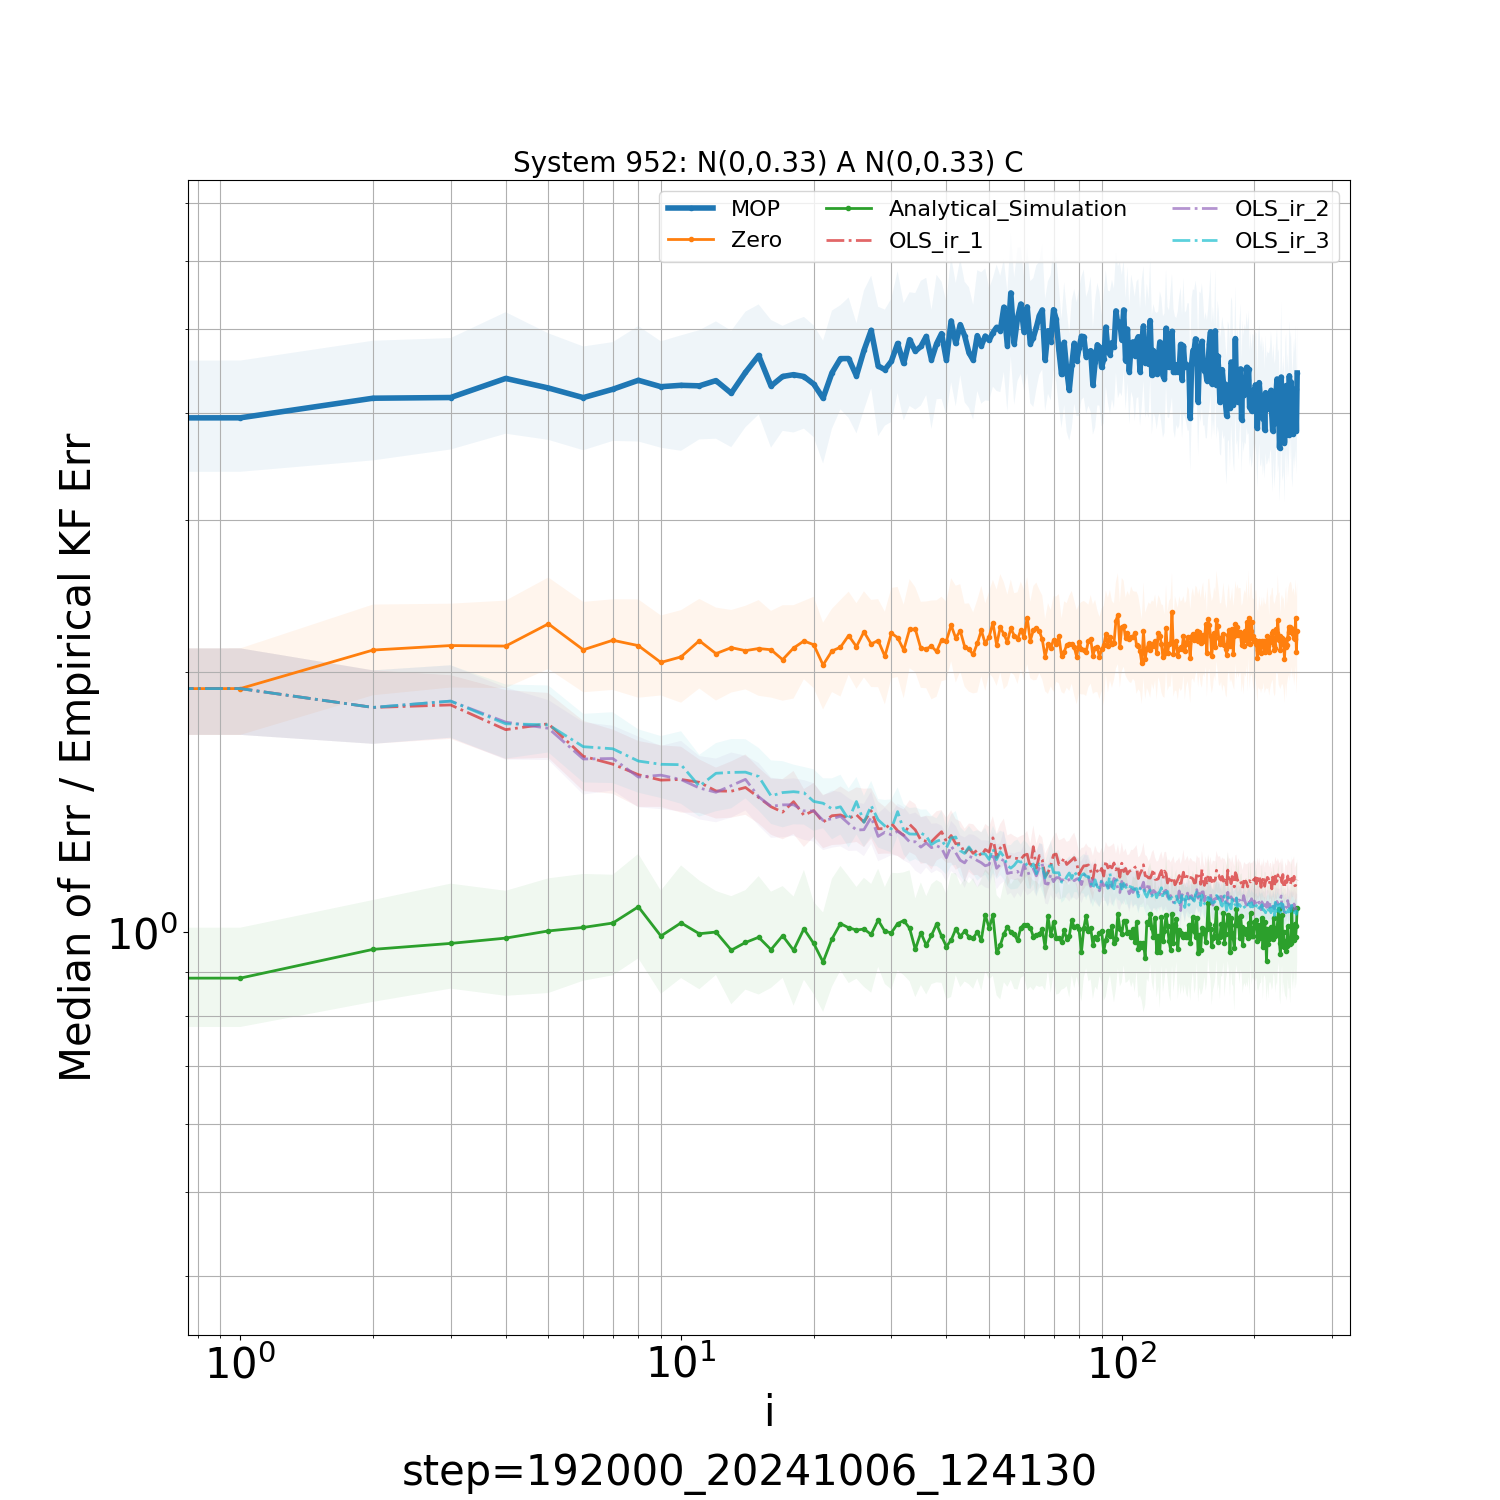 System 952: N(0,0.33) A N(0,0.33) C
MOP
Zero
Analytical_Simulation
OLS_ir_1
OLS_ir_2
OLS_ir_3
Median of Err / Empirical KF Err
10⁰
10⁰ 10¹ 10²
i
step=192000_20241006_124130